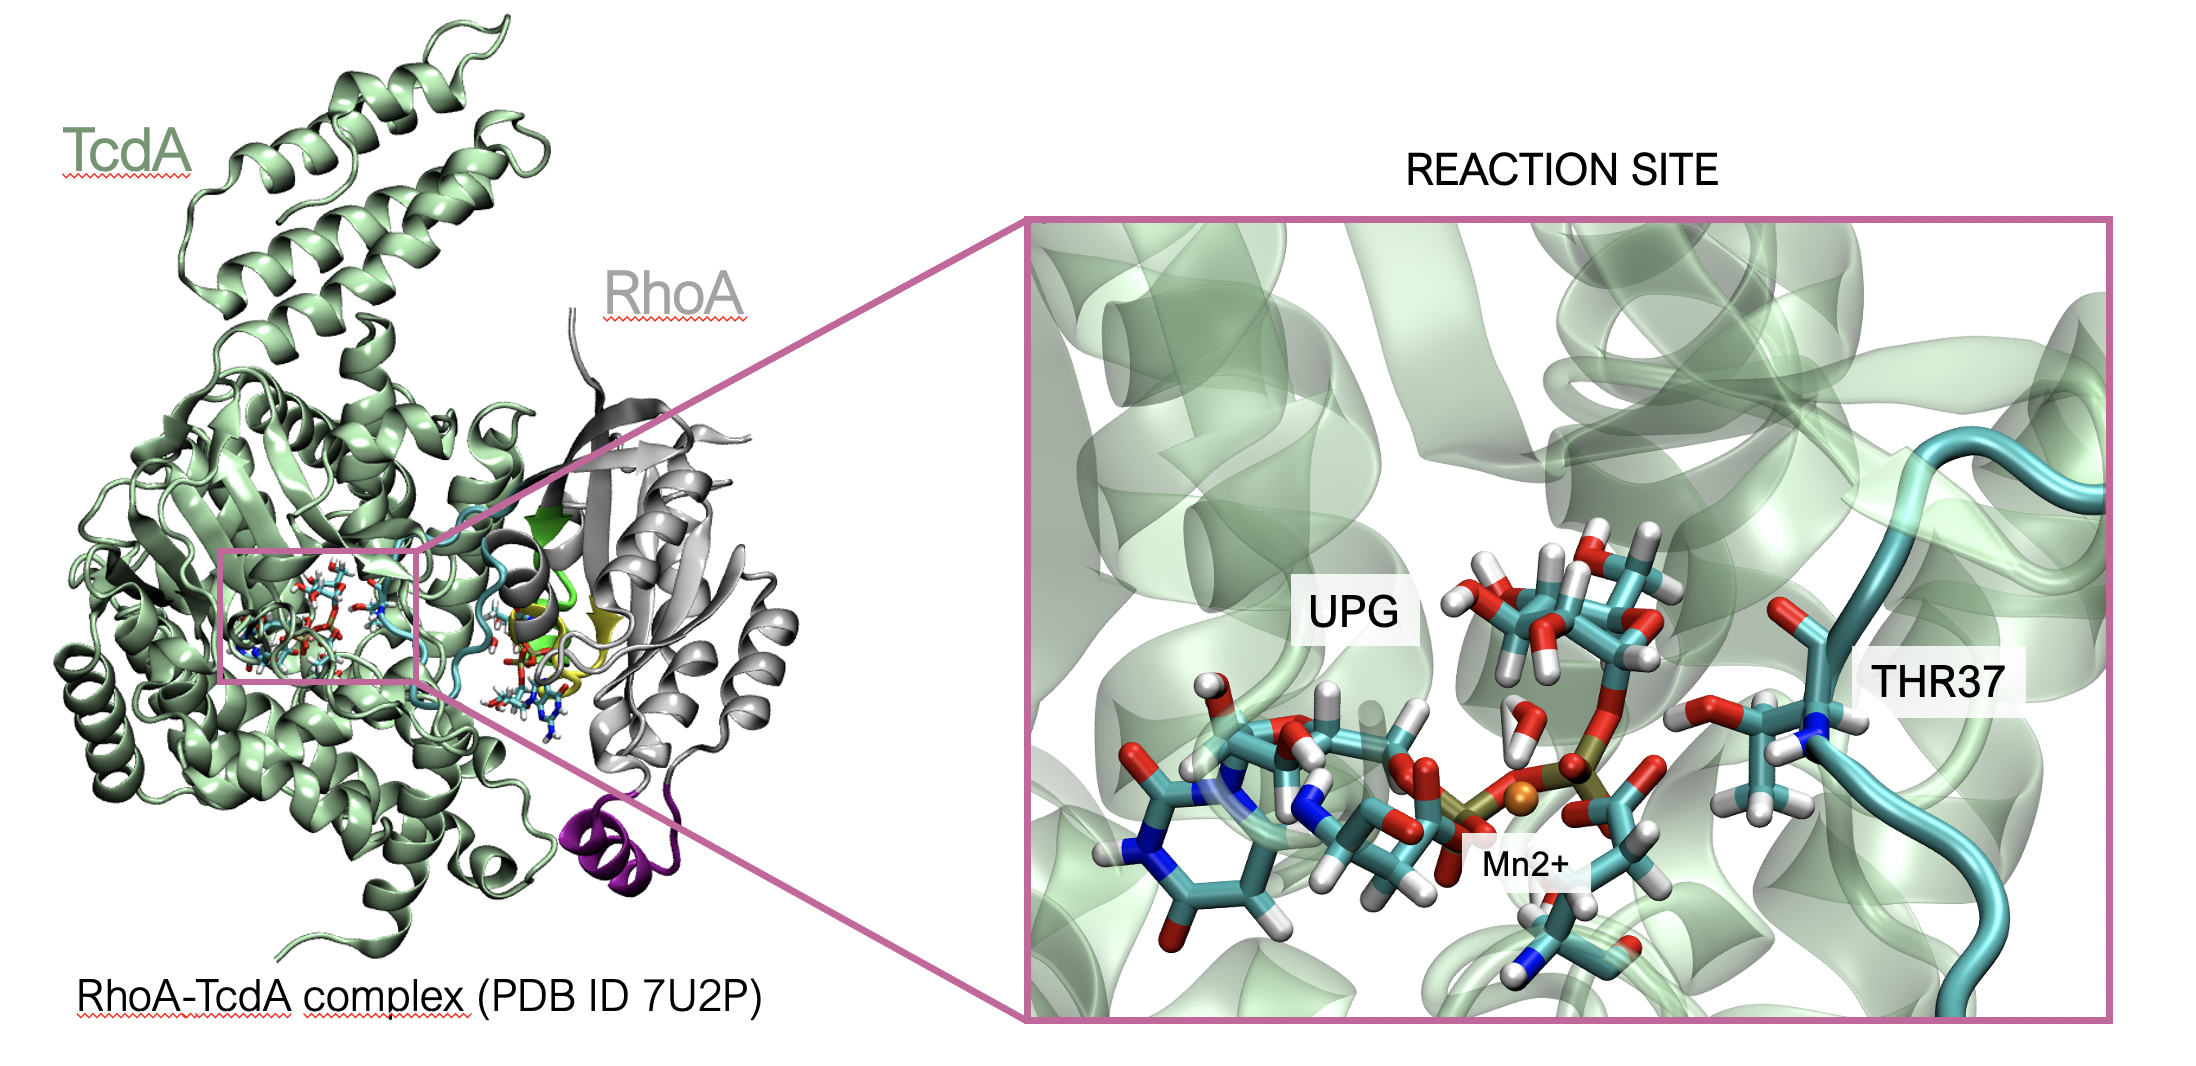 TcdA
RhoA
REACTION SITE
UPG
THR37
Mn2+
RhoA-TcdA complex (PDB ID 7U2P)